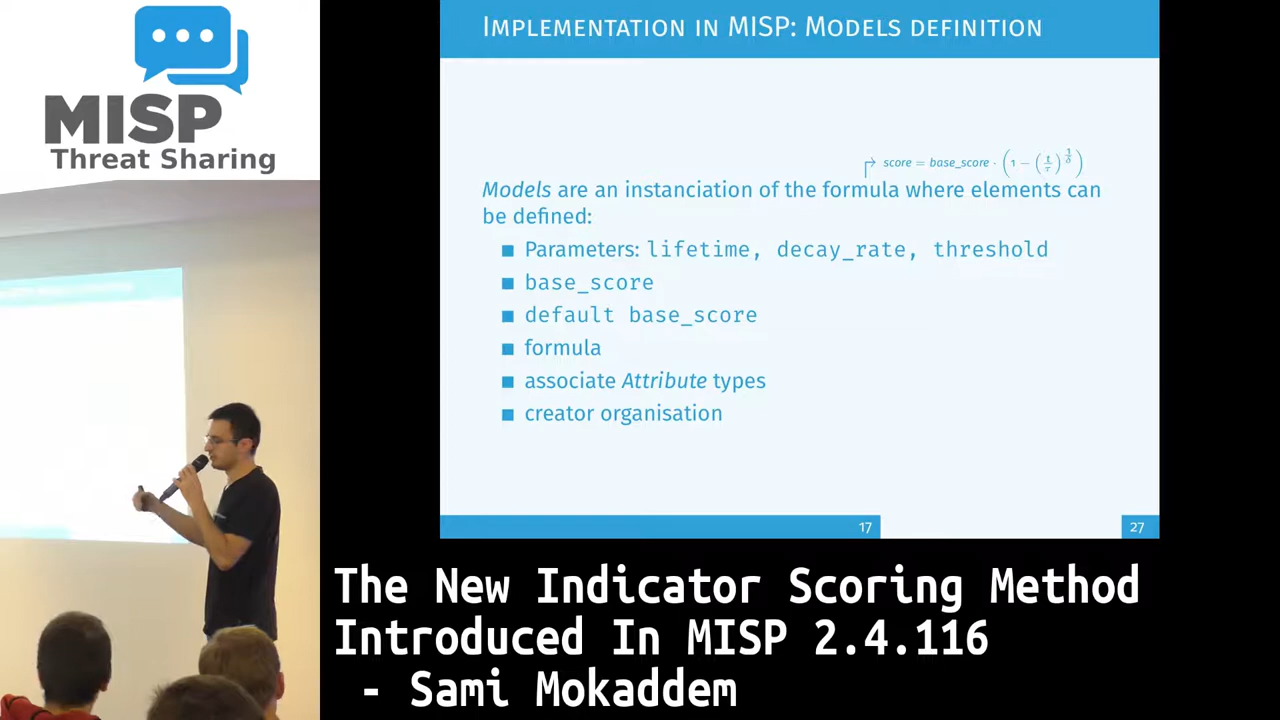 MISP
Threat Sharing
Implementation in MISP: Models definition
score = base_score · (1 − (t/τ)^(1/δ))
Models are an instanciation of the formula where elements can
be defined:
■ Parameters: lifetime, decay_rate, threshold
■ base_score
■ default base_score
■ formula
■ associate Attribute types
■ creator organisation
17
27
The New Indicator Scoring Method
Introduced In MISP 2.4.116
- Sami Mokaddem